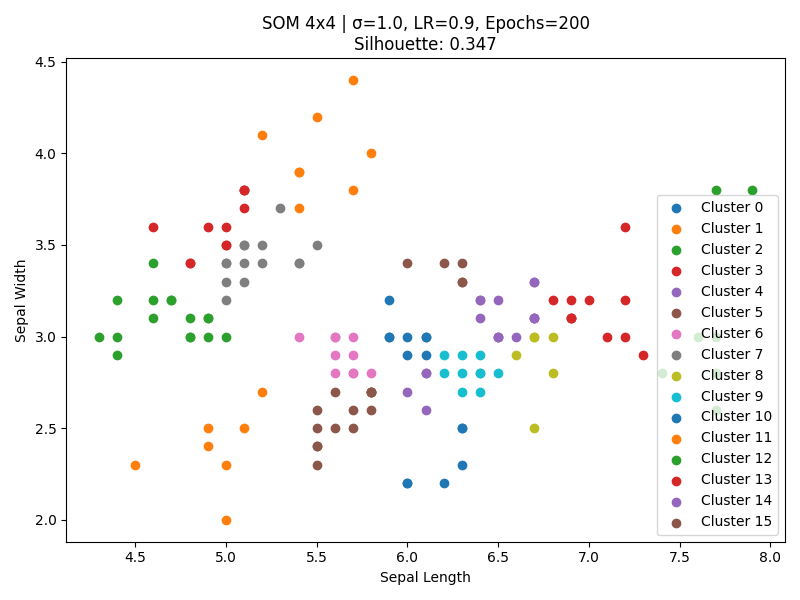 SOM 4x4 | σ=1.0, LR=0.9, Epochs=200
Silhouette: 0.347
4.5
4.0
3.5
3.0
2.5
2.0
Sepal Width
4.5 5.0 5.5 6.0 6.5 7.0 7.5 8.0
Sepal Length
Cluster 0
Cluster 1
Cluster 2
Cluster 3
Cluster 4
Cluster 5
Cluster 6
Cluster 7
Cluster 8
Cluster 9
Cluster 10
Cluster 11
Cluster 12
Cluster 13
Cluster 14
Cluster 15